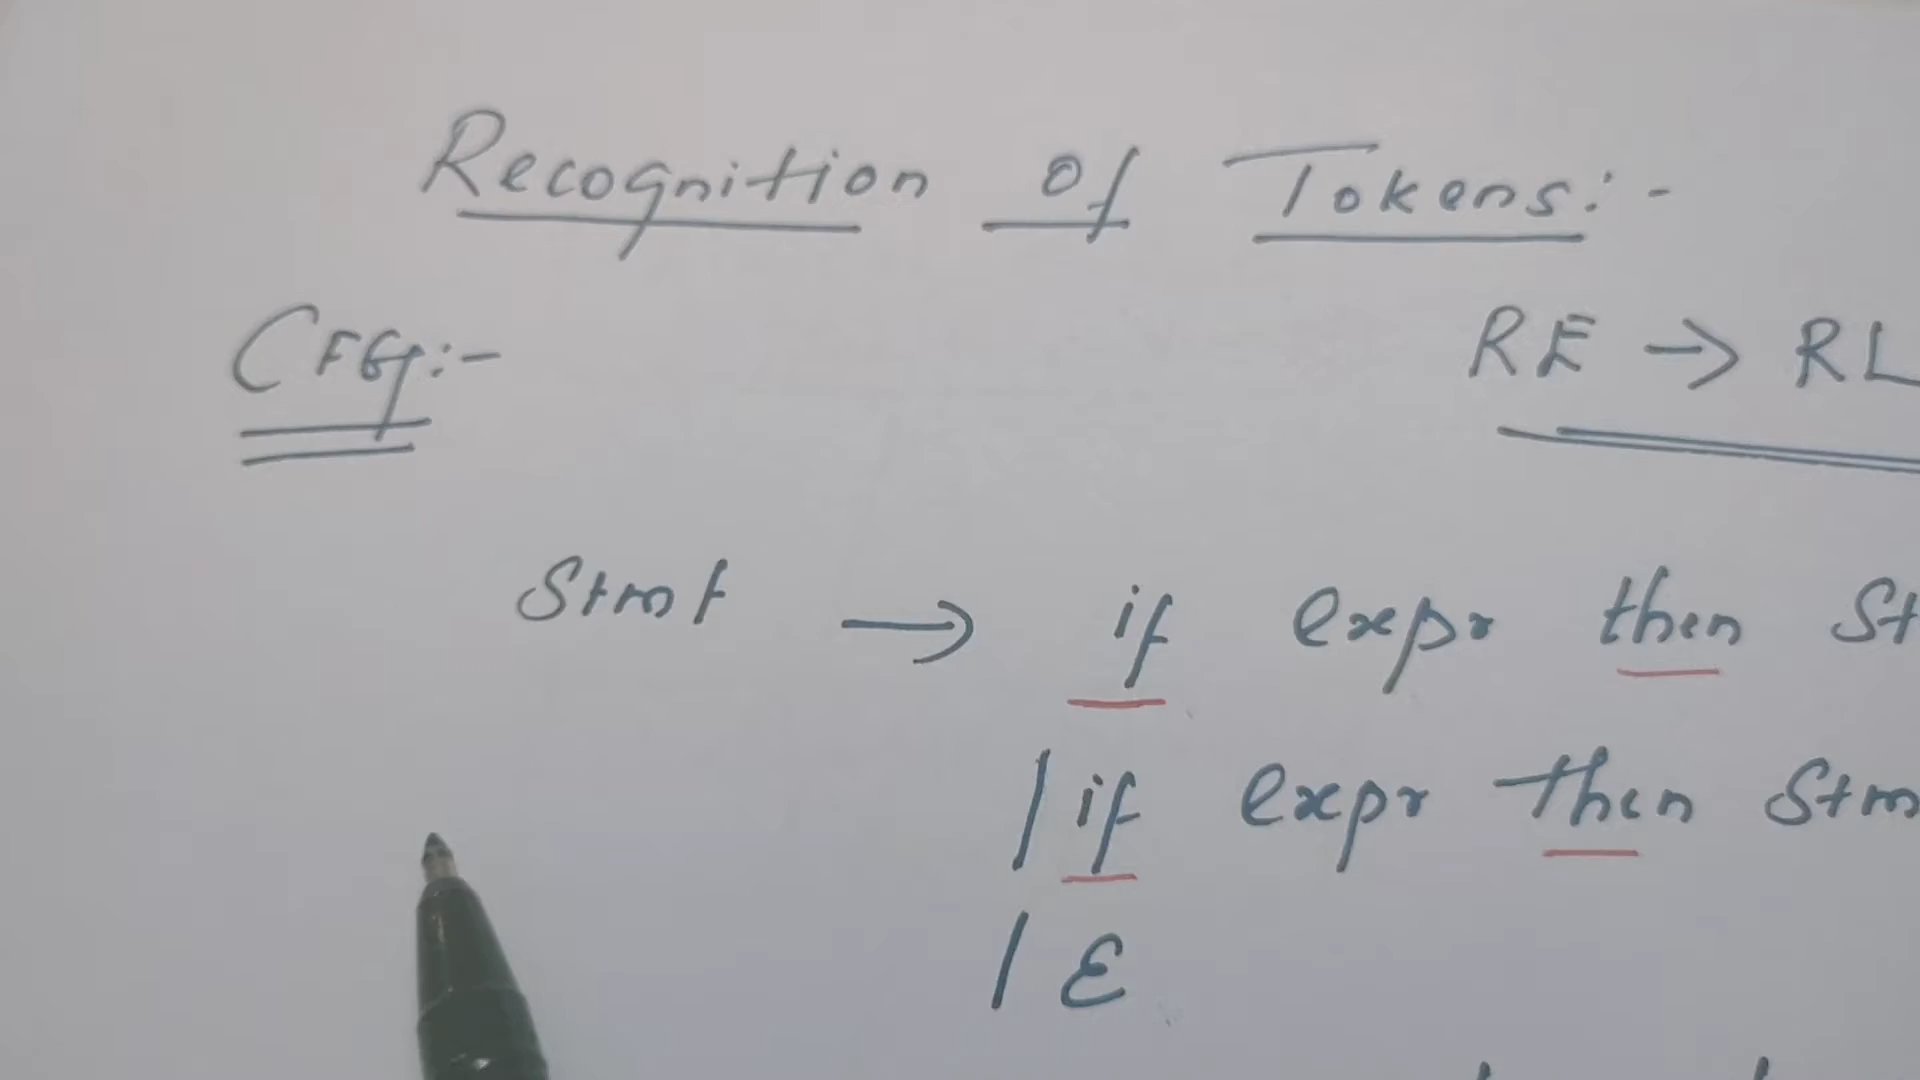 Recognition of Tokens:-
CFG:- RE → RL
Stmt → if expr then St
| if expr then Stm
| ε